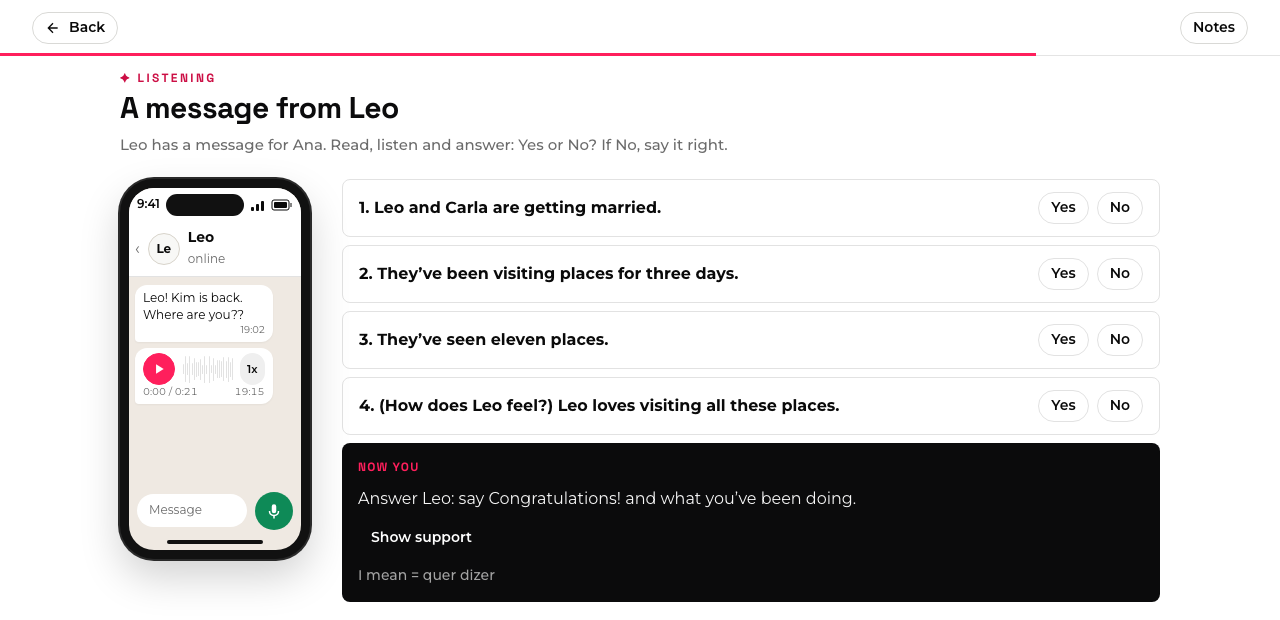 ← Back
Notes
✦ LISTENING
A message from Leo
Leo has a message for Ana. Read, listen and answer: Yes or No? If No, say it right.
9:41
‹ Le Leo
online
Leo! Kim is back.
Where are you??
19:02
1x
0:00 / 0:21 19:15
Message
1. Leo and Carla are getting married. Yes No
2. They’ve been visiting places for three days. Yes No
3. They’ve seen eleven places. Yes No
4. (How does Leo feel?) Leo loves visiting all these places. Yes No
NOW YOU
Answer Leo: say Congratulations! and what you’ve been doing.
Show support
I mean = quer dizer